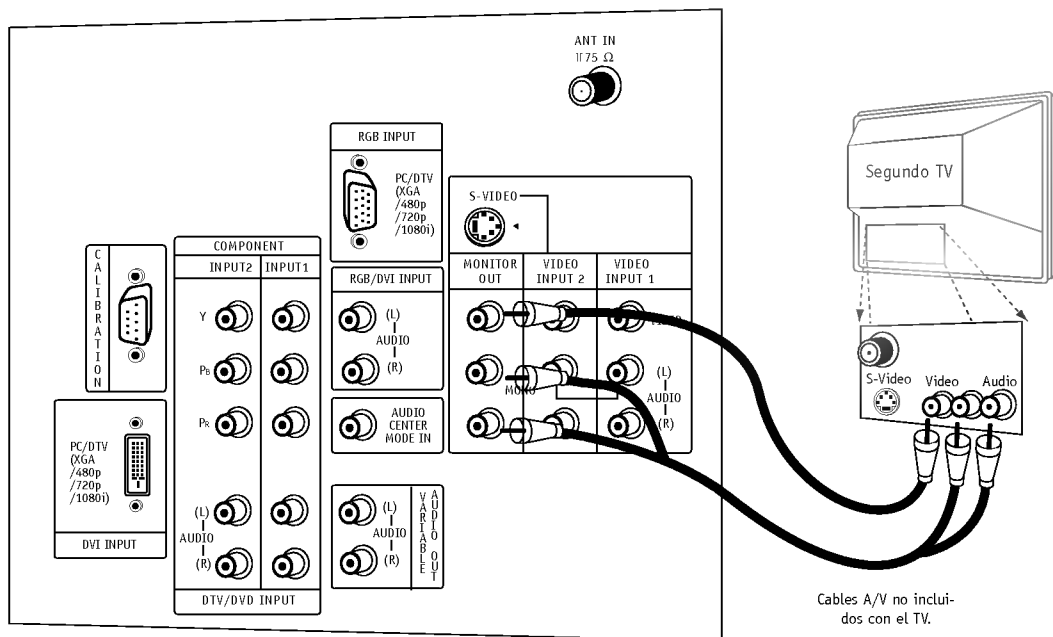 ANT IN
╥75 Ω
RGB INPUT
PC/DTV
(XGA
/480p
/720p
/1080i)
S-VIDEO
MONITOR
OUT
VIDEO
INPUT 2
VIDEO
INPUT 1
MONO
(L)
AUDIO
(R)
CALIBRATION
COMPONENT
INPUT2
INPUT1
Y
PB
PR
(L)
AUDIO
(R)
DTV/DVD INPUT
RGB/DVI INPUT
(L)
AUDIO
(R)
AUDIO
CENTER
MODE IN
(L)
AUDIO
(R)
VARIABLE
AUDIO OUT
PC/DTV
(XGA
/480p
/720p
/1080i)
DVI INPUT
Segundo TV
S-Video
Video
Audio
Cables A/V no inclui-
dos con el TV.